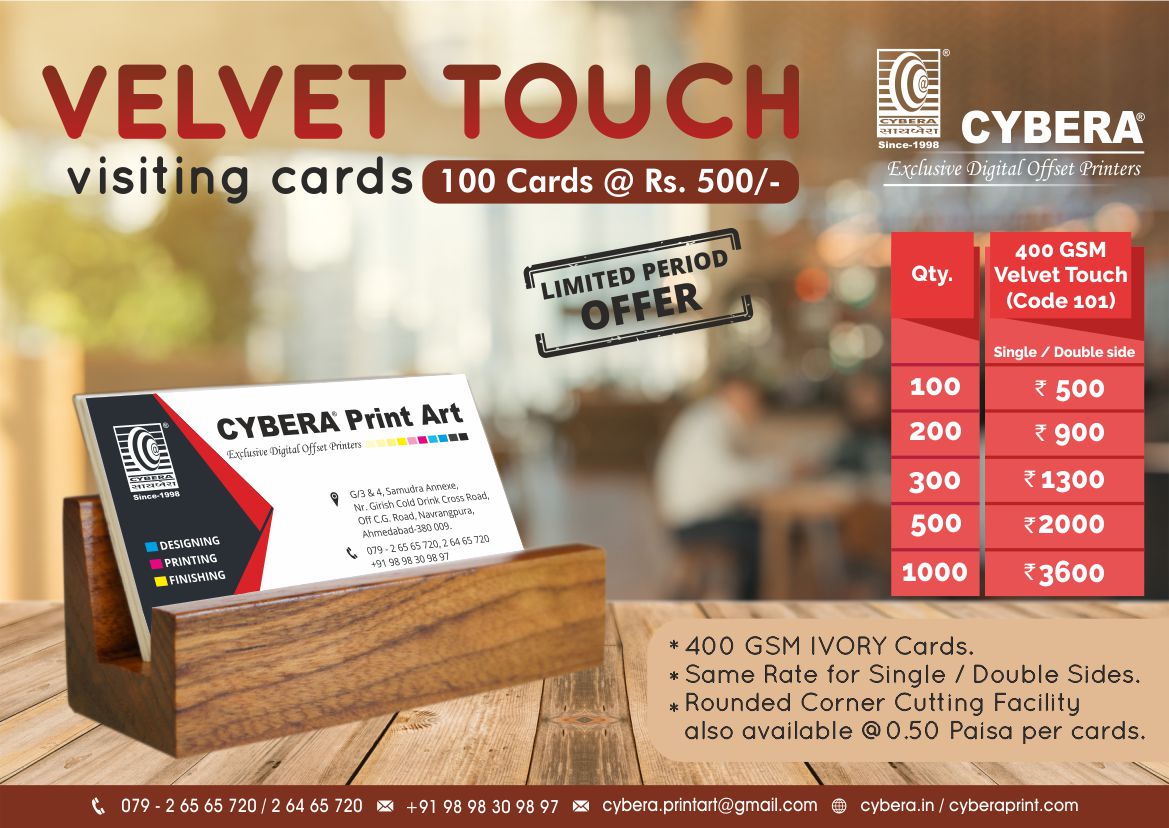 VELVET TOUCH
visiting cards
100 Cards @ Rs. 500/-
CYBERA
सायबेरा
Since-1998
CYBERA®
Exclusive Digital Offset Printers
LIMITED PERIOD
OFFER
Qty.
400 GSM
Velvet Touch
(Code 101)
Single / Double side
100 ₹ 500
200 ₹ 900
300 ₹ 1300
500 ₹ 2000
1000 ₹ 3600
CYBERA
सायबेरा
Since-1998
CYBERA® Print Art
Exclusive Digital Offset Printers
G/3 & 4, Samudra Annexe,
Nr. Girish Cold Drink Cross Road,
Off C.G. Road, Navrangpura,
Ahmedabad-380 009.
079 - 2 65 65 720, 2 64 65 720
+91 98 98 30 98 97
DESIGNING
PRINTING
FINISHING
* 400 GSM IVORY Cards.
* Same Rate for Single / Double Sides.
* Rounded Corner Cutting Facility
also available @ 0.50 Paisa per cards.
079 - 2 65 65 720 / 2 64 65 720 +91 98 98 30 98 97 cybera.printart@gmail.com cybera.in / cyberaprint.com